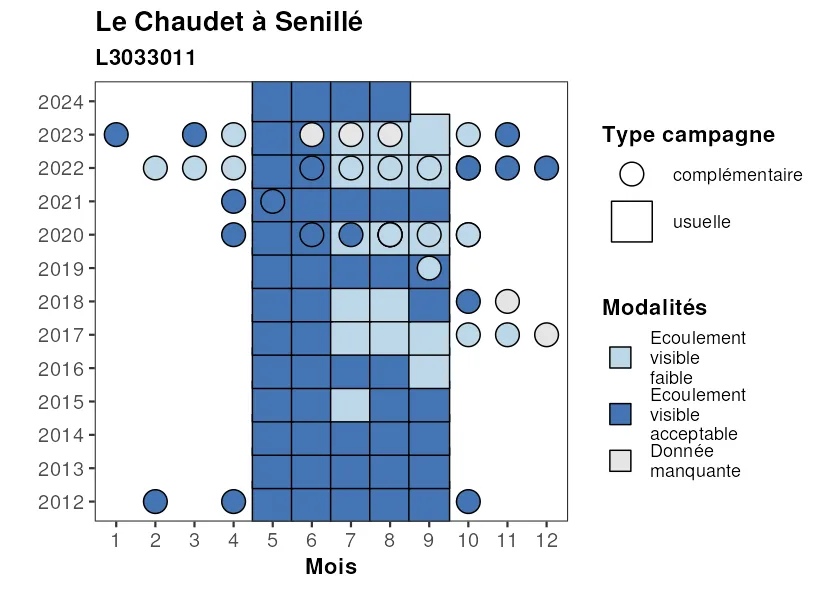 Le Chaudet à Senillé
L3033011
2024
2023
2022
2021
2020
2019
2018
2017
2016
2015
2014
2013
2012
1 2 3 4 5 6 7 8 9 10 11 12
Mois
Type campagne
complémentaire
usuelle
Modalités
Ecoulement
visible
faible
Ecoulement
visible
acceptable
Donnée
manquante